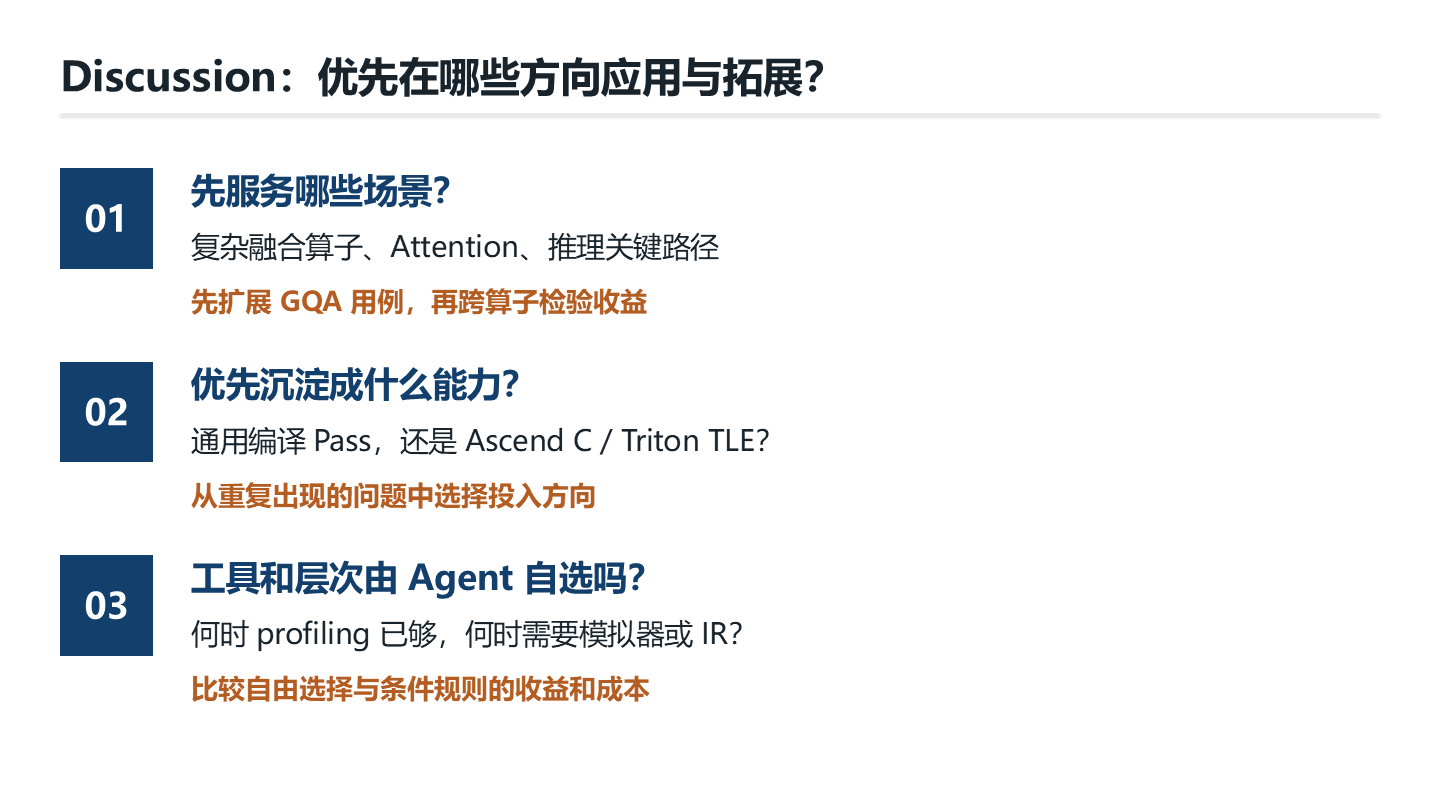 Discussion：优先在哪些方向应用与拓展？
01
先服务哪些场景？
复杂融合算子、Attention、推理关键路径
先扩展 GQA 用例，再跨算子检验收益
02
优先沉淀成什么能力？
通用编译 Pass，还是 Ascend C / Triton TLE？
从重复出现的问题中选择投入方向
03
工具和层次由 Agent 自选吗？
何时 profiling 已够，何时需要模拟器或 IR？
比较自由选择与条件规则的收益和成本